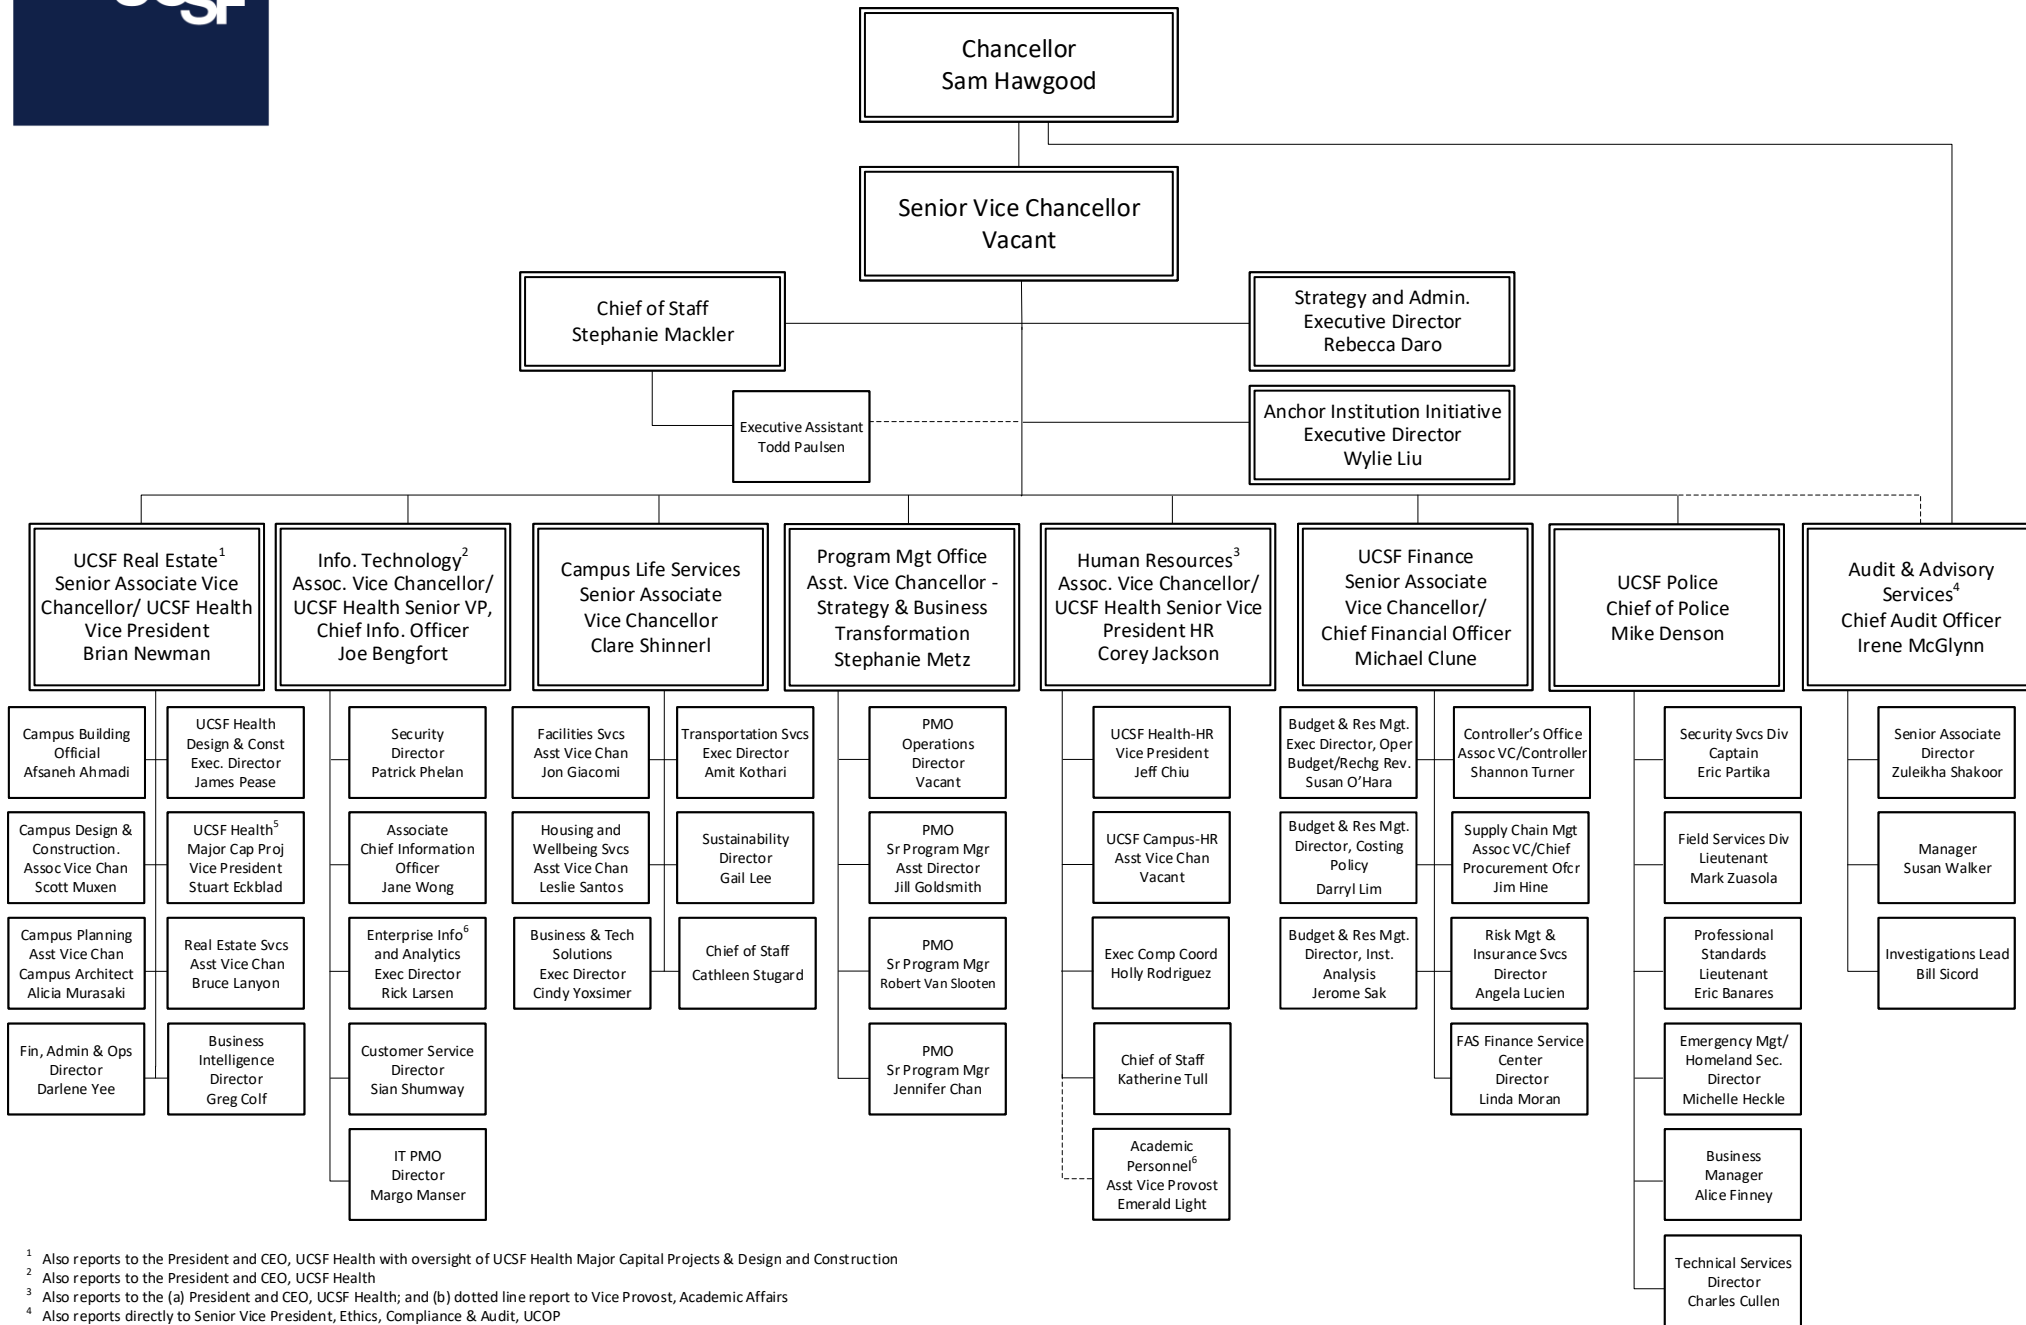 UCSF
Chancellor
Sam Hawgood
Senior Vice Chancellor
Vacant
Chief of Staff
Stephanie Mackler
Strategy and Admin.
Executive Director
Rebecca Daro
Executive Assistant
Todd Paulsen
Anchor Institution Initiative
Executive Director
Wylie Liu
UCSF Real Estate1
Senior Associate Vice
Chancellor/ UCSF Health
Vice President
Brian Newman
Info. Technology2
Assoc. Vice Chancellor/
UCSF Health Senior VP,
Chief Info. Officer
Joe Bengfort
Campus Life Services
Senior Associate
Vice Chancellor
Clare Shinnerl
Program Mgt Office
Asst. Vice Chancellor -
Strategy & Business
Transformation
Stephanie Metz
Human Resources3
Assoc. Vice Chancellor/
UCSF Health Senior Vice
President HR
Corey Jackson
UCSF Finance
Senior Associate
Vice Chancellor/
Chief Financial Officer
Michael Clune
UCSF Police
Chief of Police
Mike Denson
Audit & Advisory
Services4
Chief Audit Officer
Irene McGlynn
Campus Building
Official
Afsaneh Ahmadi
UCSF Health
Design & Const
Exec. Director
James Pease
Campus Design &
Construction.
Assoc Vice Chan
Scott Muxen
UCSF Health5
Major Cap Proj
Vice President
Stuart Eckblad
Campus Planning
Asst Vice Chan
Campus Architect
Alicia Murasaki
Real Estate Svcs
Asst Vice Chan
Bruce Lanyon
Fin, Admin & Ops
Director
Darlene Yee
Business
Intelligence
Director
Greg Colf
Security
Director
Patrick Phelan
Associate
Chief Information
Officer
Jane Wong
Enterprise Info6
and Analytics
Exec Director
Rick Larsen
Customer Service
Director
Sian Shumway
IT PMO
Director
Margo Manser
Facilities Svcs
Asst Vice Chan
Jon Giacomi
Transportation Svcs
Exec Director
Amit Kothari
Housing and
Wellbeing Svcs
Asst Vice Chan
Leslie Santos
Sustainability
Director
Gail Lee
Business & Tech
Solutions
Exec Director
Cindy Yoxsimer
Chief of Staff
Cathleen Stugard
PMO
Operations
Director
Vacant
PMO
Sr Program Mgr
Asst Director
Jill Goldsmith
PMO
Sr Program Mgr
Robert Van Slooten
PMO
Sr Program Mgr
Jennifer Chan
UCSF Health-HR
Vice President
Jeff Chiu
UCSF Campus-HR
Asst Vice Chan
Vacant
Exec Comp Coord
Holly Rodriguez
Chief of Staff
Katherine Tull
Academic
Personnel6
Asst Vice Provost
Emerald Light
Budget & Res Mgt.
Exec Director, Oper
Budget/Rechg Rev.
Susan O’Hara
Controller’s Office
Assoc VC/Controller
Shannon Turner
Budget & Res Mgt.
Director, Costing
Policy
Darryl Lim
Supply Chain Mgt
Assoc VC/Chief
Procurement Ofcr
Jim Hine
Budget & Res Mgt.
Director, Inst.
Analysis
Jerome Sak
Risk Mgt &
Insurance Svcs
Director
Angela Lucien
FAS Finance Service
Center
Director
Linda Moran
Security Svcs Div
Captain
Eric Partika
Field Services Div
Lieutenant
Mark Zuasola
Professional
Standards
Lieutenant
Eric Banares
Emergency Mgt/
Homeland Sec.
Director
Michelle Heckle
Business
Manager
Alice Finney
Technical Services
Director
Charles Cullen
Senior Associate
Director
Zuleikha Shakoor
Manager
Susan Walker
Investigations Lead
Bill Sicord
1 Also reports to the President and CEO, UCSF Health with oversight of UCSF Health Major Capital Projects & Design and Construction
2 Also reports to the President and CEO, UCSF Health
3 Also reports to the (a) President and CEO, UCSF Health; and (b) dotted line report to Vice Provost, Academic Affairs
4 Also reports directly to Senior Vice President, Ethics, Compliance & Audit, UCOP